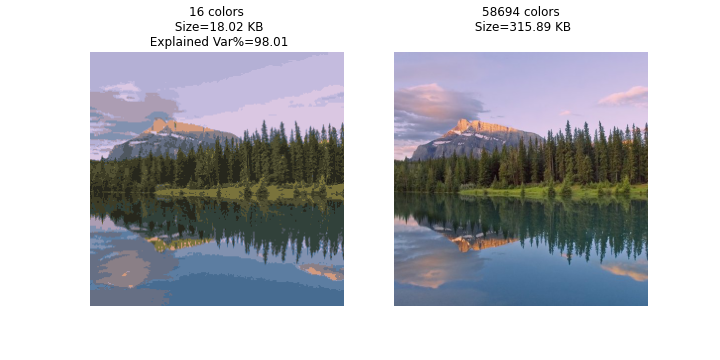 16 colors
Size=18.02 KB
Explained Var%=98.01
58694 colors
Size=315.89 KB